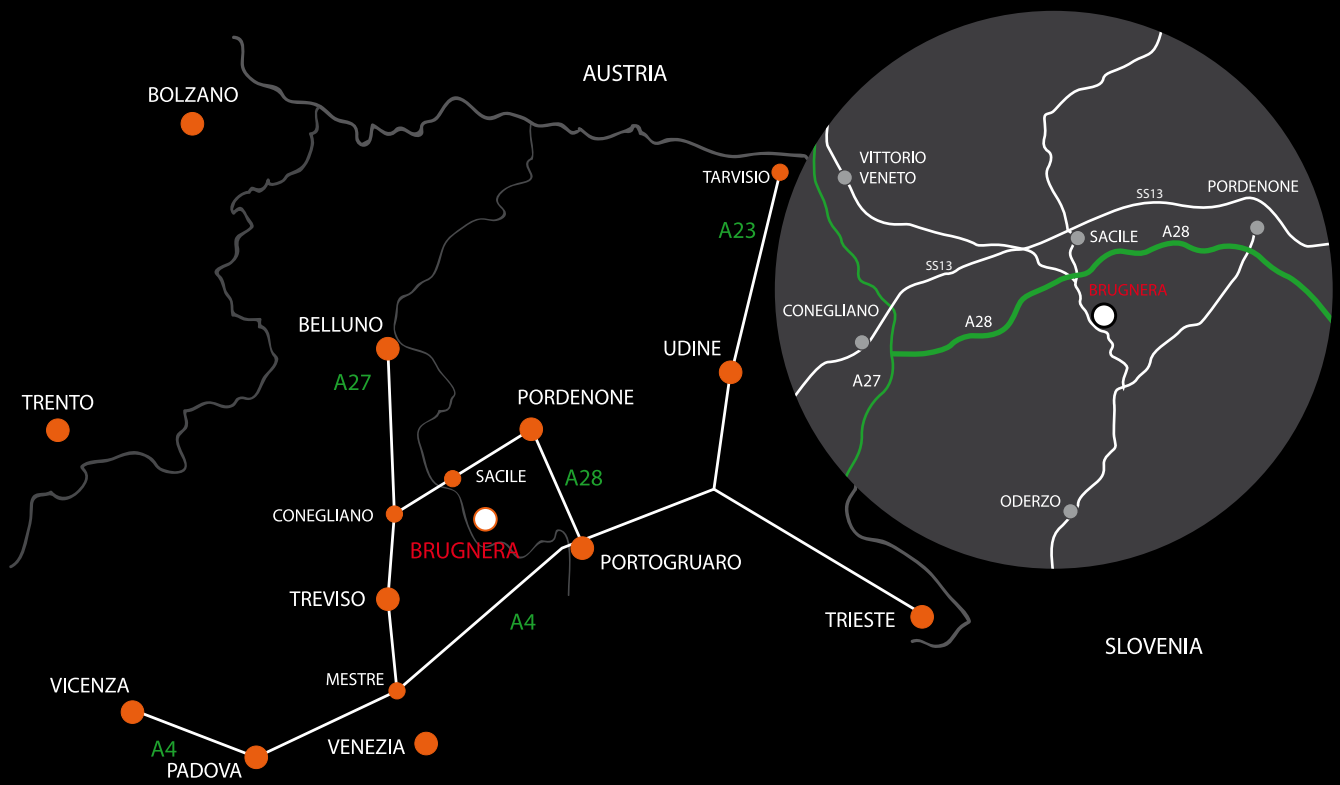 AUSTRIA
BOLZANO
TARVISIO
A23
BELLUNO
A27
UDINE
TRENTO
PORDENONE
SACILE
A28
CONEGLIANO
BRUGNERA
PORTOGRUARO
TREVISO
A4
TRIESTE
SLOVENIA
MESTRE
VICENZA
A4
VENEZIA
PADOVA
VITTORIO
VENETO
SS13
PORDENONE
SACILE
A28
SS13
BRUGNERA
CONEGLIANO
A28
A27
ODERZO